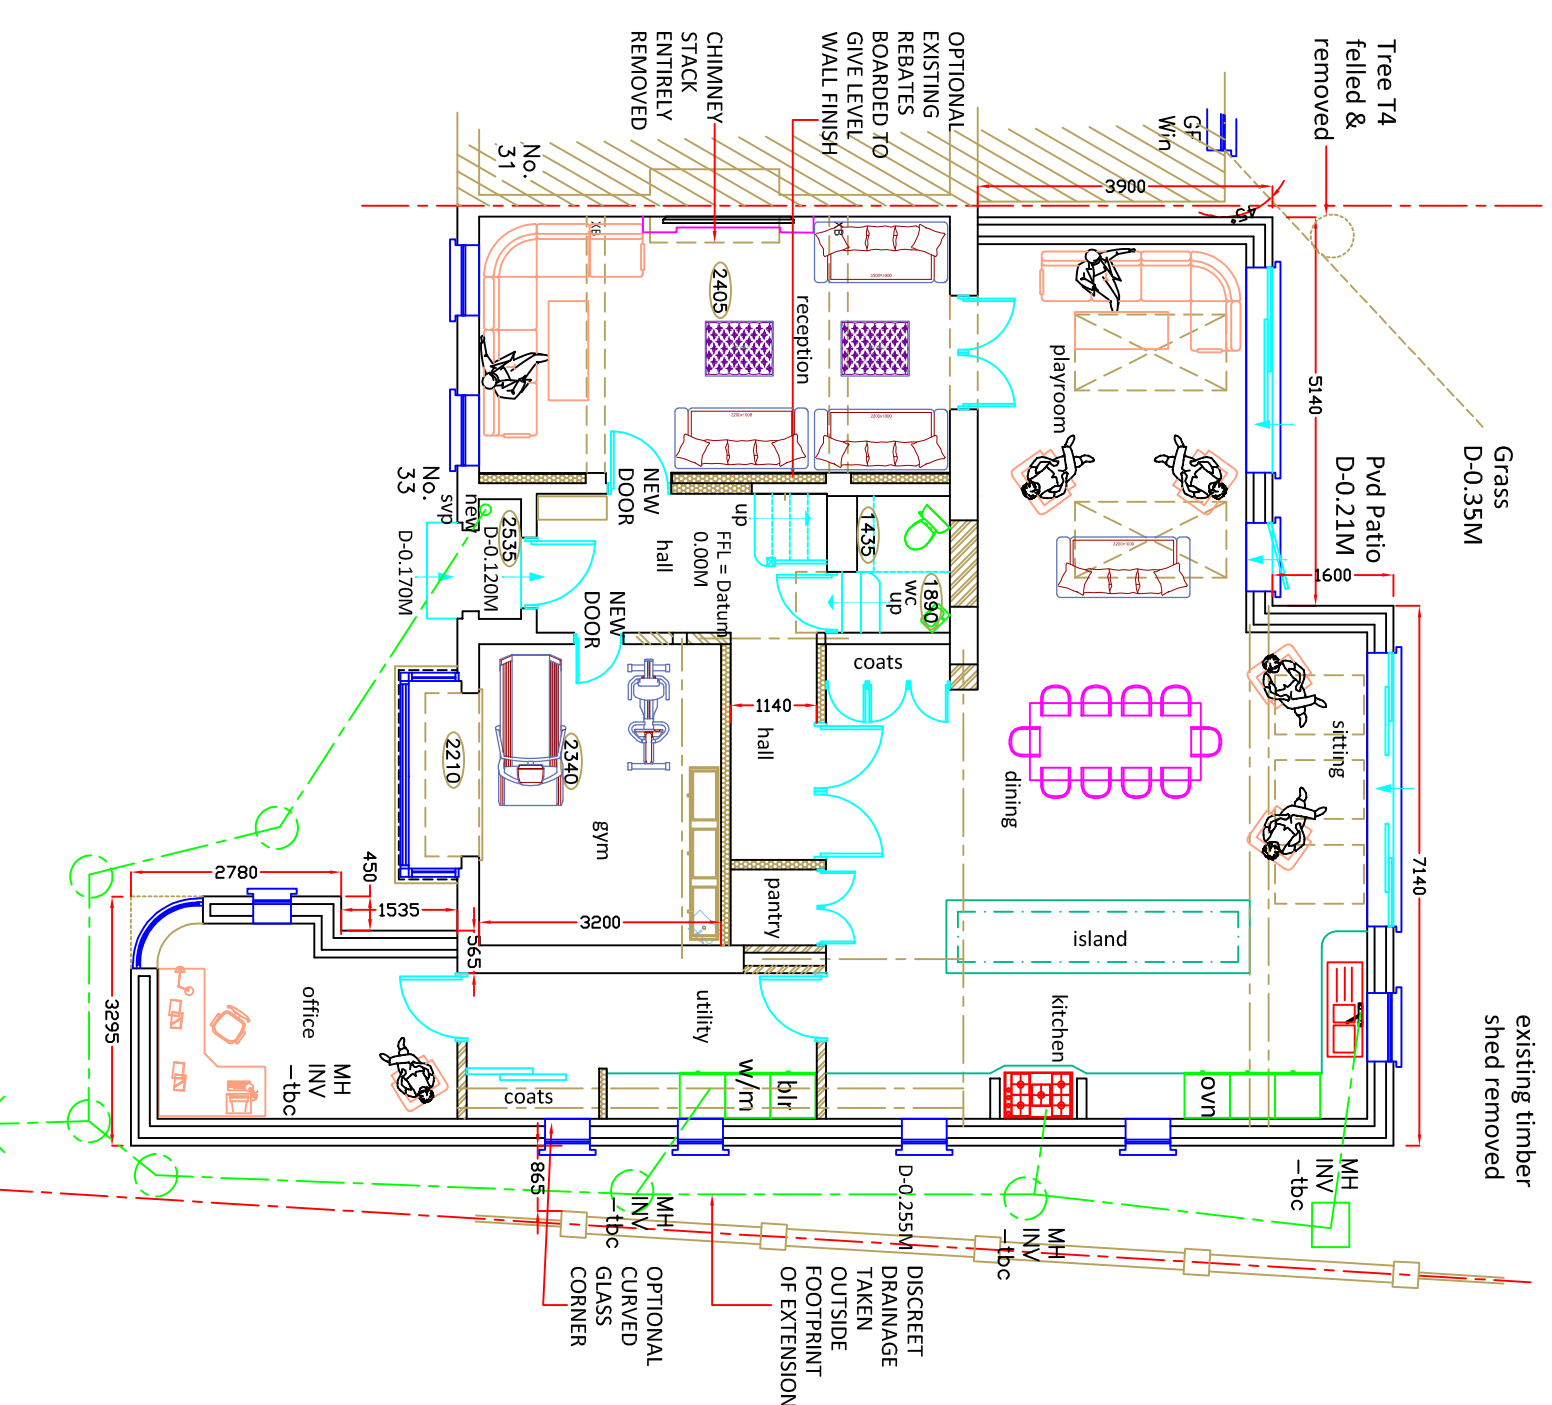 Tree T4
felled &
removed
OPTIONAL
EXISTING
REBATES
BOARDED TO
GIVE LEVEL
WALL FINISH
CHIMNEY
STACK
ENTIRELY
REMOVED
GF
Win
No.
31
3900
45°
5140
Grass
D-0.35M
Pvd Patio
D-0.21M
1600
XB
XB
2405
reception
playroom
No.
33
new
svp
D-0.170M
D-0.120M
2535
NEW
DOOR
hall
up
FFL = Datum
0.00M
1435
1890
wc
up
NEW
DOOR
coats
1140
hall
2210
2340
gym
3200
pantry
dining
sitting
7140
island
2780
450
1535
565
3295
office
MH
INV
-tbc
utility
coats
w/m
blr
kitchen
ovn
existing timber
shed removed
865
MH
INV
-tbc
D-0.255M
MH
INV
-tbc
MH
INV
-tbc
OPTIONAL
CURVED
GLASS
CORNER
DISCREET
DRAINAGE
TAKEN
OUTSIDE
FOOTPRINT
OF EXTENSION